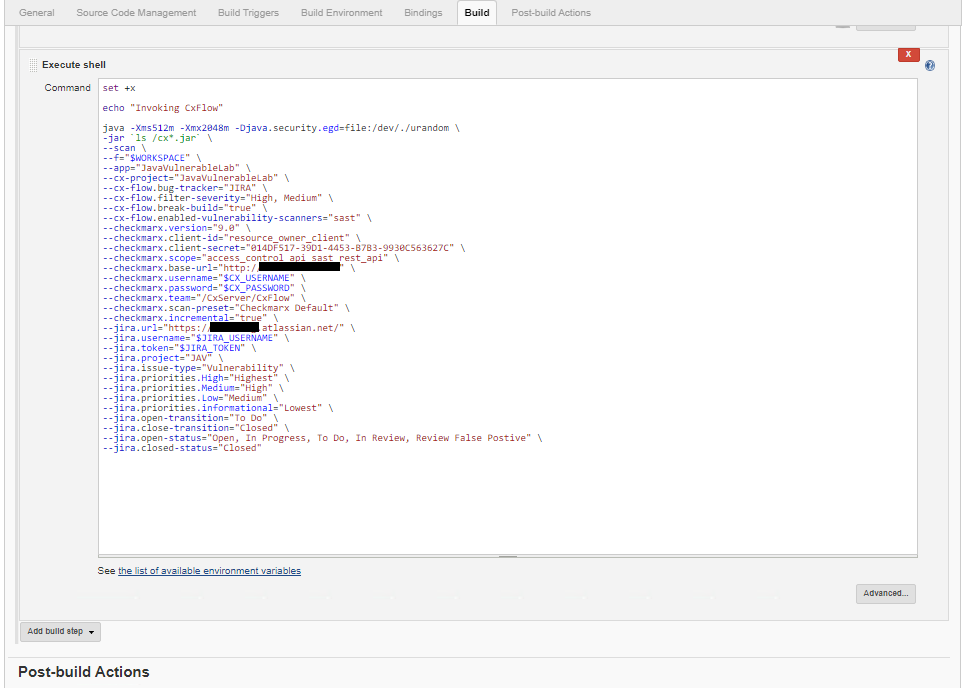 General Source Code Management Build Triggers Build Environment Bindings Build Post-build Actions
X
Execute shell
Command
set +x
echo "Invoking CxFlow"
java -Xms512m -Xmx2048m -Djava.security.egd=file:/dev/./urandom \
-jar `ls /cx*.jar` \
--scan \
--f="$WORKSPACE" \
--app="JavaVulnerableLab" \
--cx-project="JavaVulnerableLab" \
--cx-flow.bug-tracker="JIRA" \
--cx-flow.filter-severity="High, Medium" \
--cx-flow.break-build="true" \
--cx-flow.enabled-vulnerability-scanners="sast" \
--checkmarx.version="9.0" \
--checkmarx.client-id="resource_owner_client" \
--checkmarx.client-secret="014DF517-39D1-4453-B7B3-9930C563627C" \
--checkmarx.scope="access_control_api sast_rest_api" \
--checkmarx.base-url="http:/ " \
--checkmarx.username="$CX_USERNAME" \
--checkmarx.password="$CX_PASSWORD" \
--checkmarx.team="/CxServer/CxFlow" \
--checkmarx.scan-preset="Checkmarx Default" \
--checkmarx.incremental="true" \
--jira.url="https:/ .atlassian.net/" \
--jira.username="$JIRA_USERNAME" \
--jira.token="$JIRA_TOKEN" \
--jira.project="JAV" \
--jira.issue-type="Vulnerability" \
--jira.priorities.High="Highest" \
--jira.priorities.Medium="High" \
--jira.priorities.Low="Medium" \
--jira.priorities.informational="Lowest" \
--jira.open-transition="To Do" \
--jira.close-transition="Closed" \
--jira.open-status="Open, In Progress, To Do, In Review, Review False Postive" \
--jira.closed-status="Closed"
See the list of available environment variables
Advanced...
Add build step
Post-build Actions